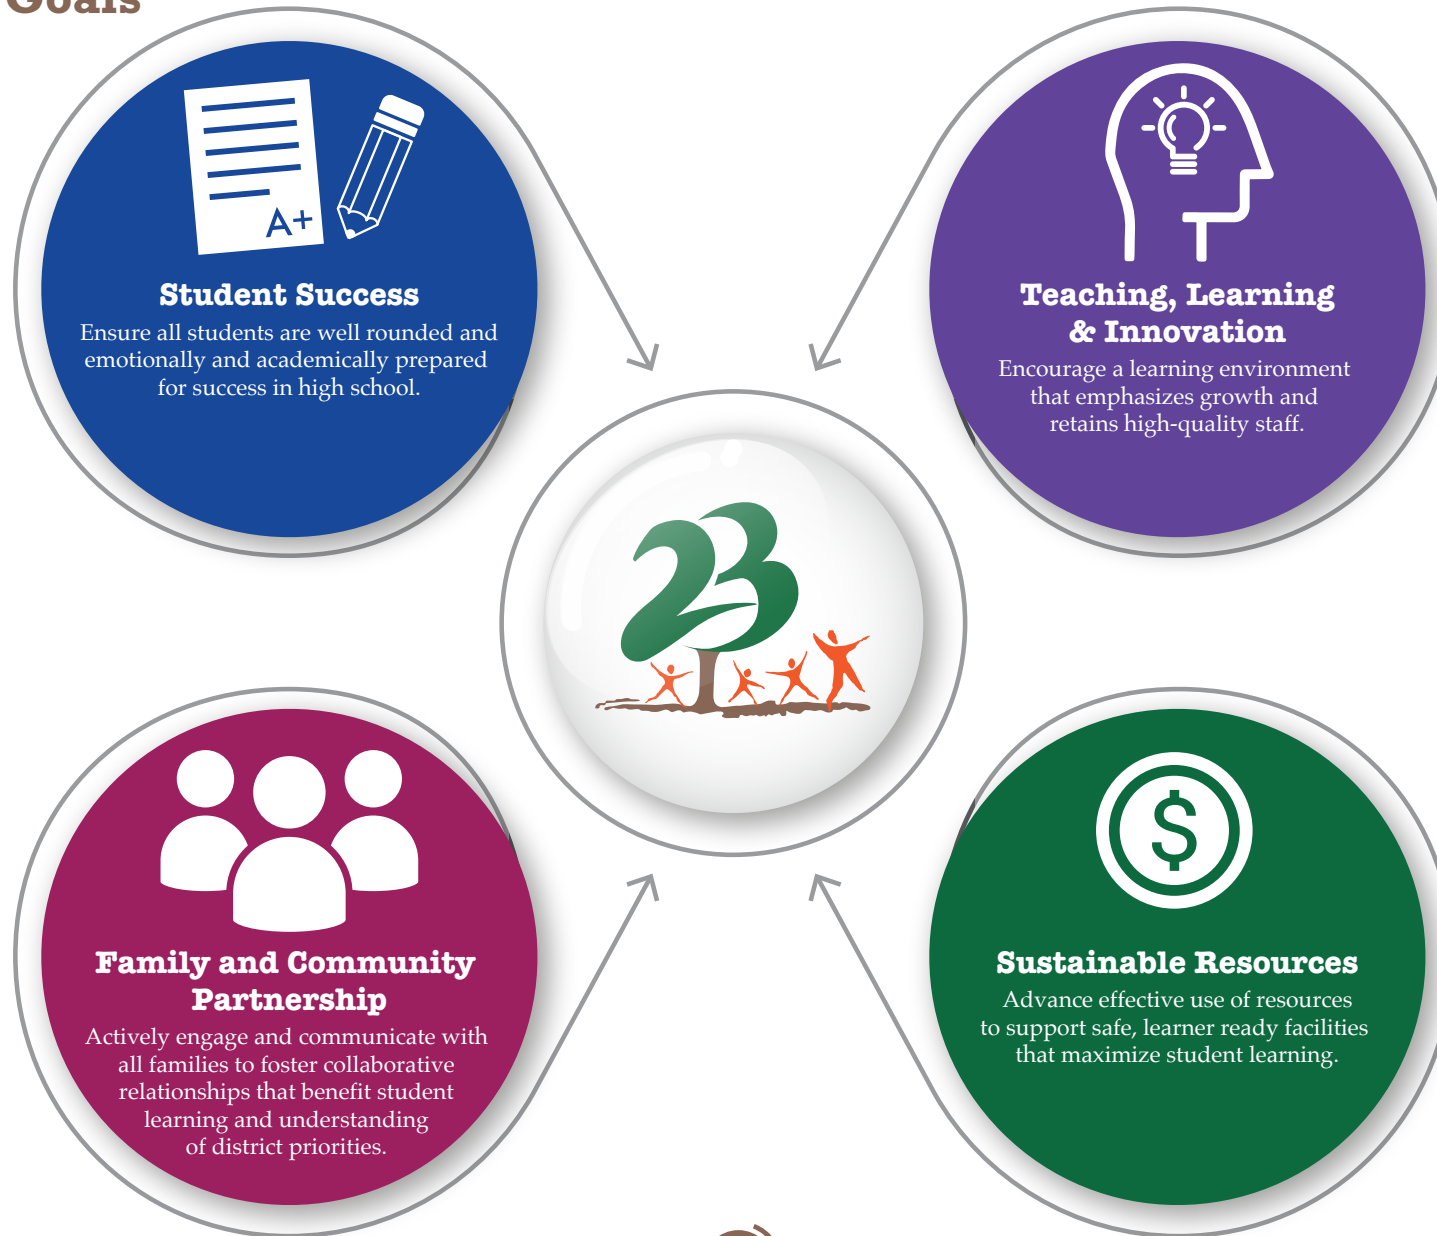 Goals
A+
Student Success
Ensure all students are well rounded and
emotionally and academically prepared
for success in high school.
Teaching, Learning
& Innovation
Encourage a learning environment
that emphasizes growth and
retains high-quality staff.
23
Family and Community
Partnership
Actively engage and communicate with
all families to foster collaborative
relationships that benefit student
learning and understanding
of district priorities.
$
Sustainable Resources
Advance effective use of resources
to support safe, learner ready facilities
that maximize student learning.